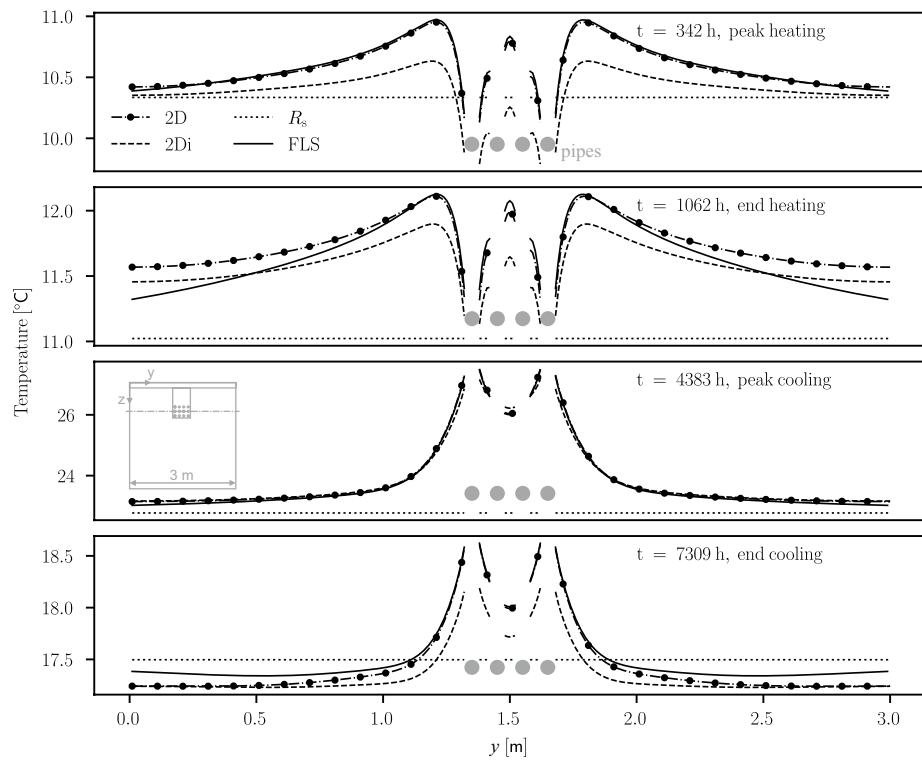 11.0
t = 342 h, peak heating
10.5
2D
R_s
2Di
FLS
10.0
pipes
12.0
t = 1062 h, end heating
11.5
11.0
Temperature [°C]
t = 4383 h, peak cooling
y
z
26
3 m
23
18.5
t = 7309 h, end cooling
18.0
17.5
0.0 0.5 1.0 1.5 2.0 2.5 3.0
y [m]